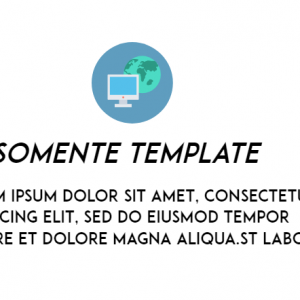 SOMENTE TEMPLATE
M IPSUM DOLOR SIT AMET, CONSECTETU
CING ELIT, SED DO EIUSMOD TEMPOR
RE ET DOLORE MAGNA ALIQUA.ST LABO